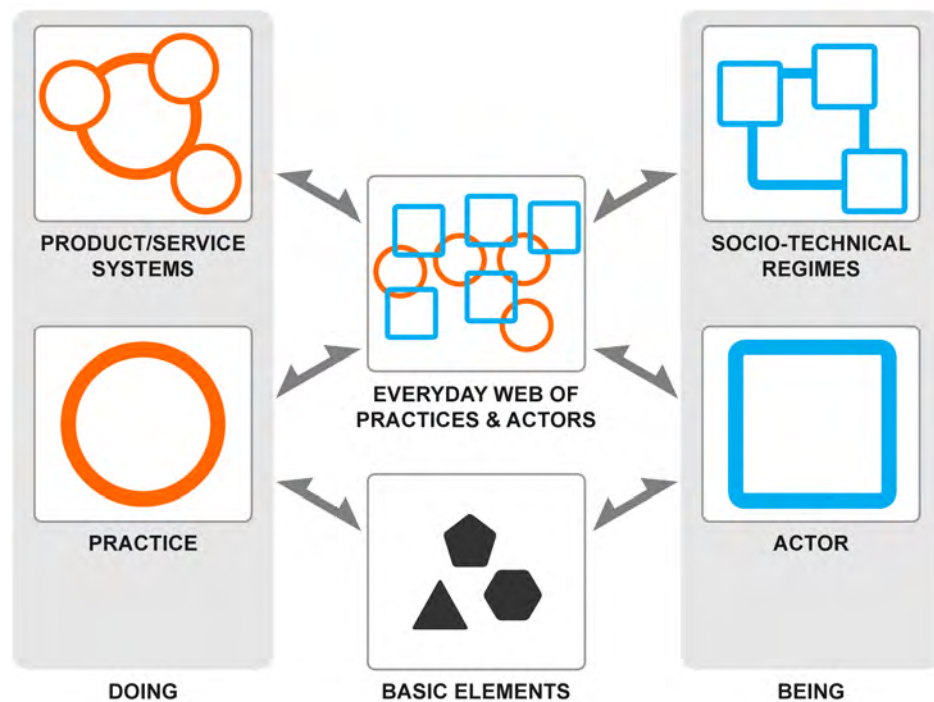 PRODUCT/SERVICE
SYSTEMS
SOCIO-TECHNICAL
REGIMES
EVERYDAY WEB OF
PRACTICES & ACTORS
PRACTICE
ACTOR
DOING
BASIC ELEMENTS
BEING